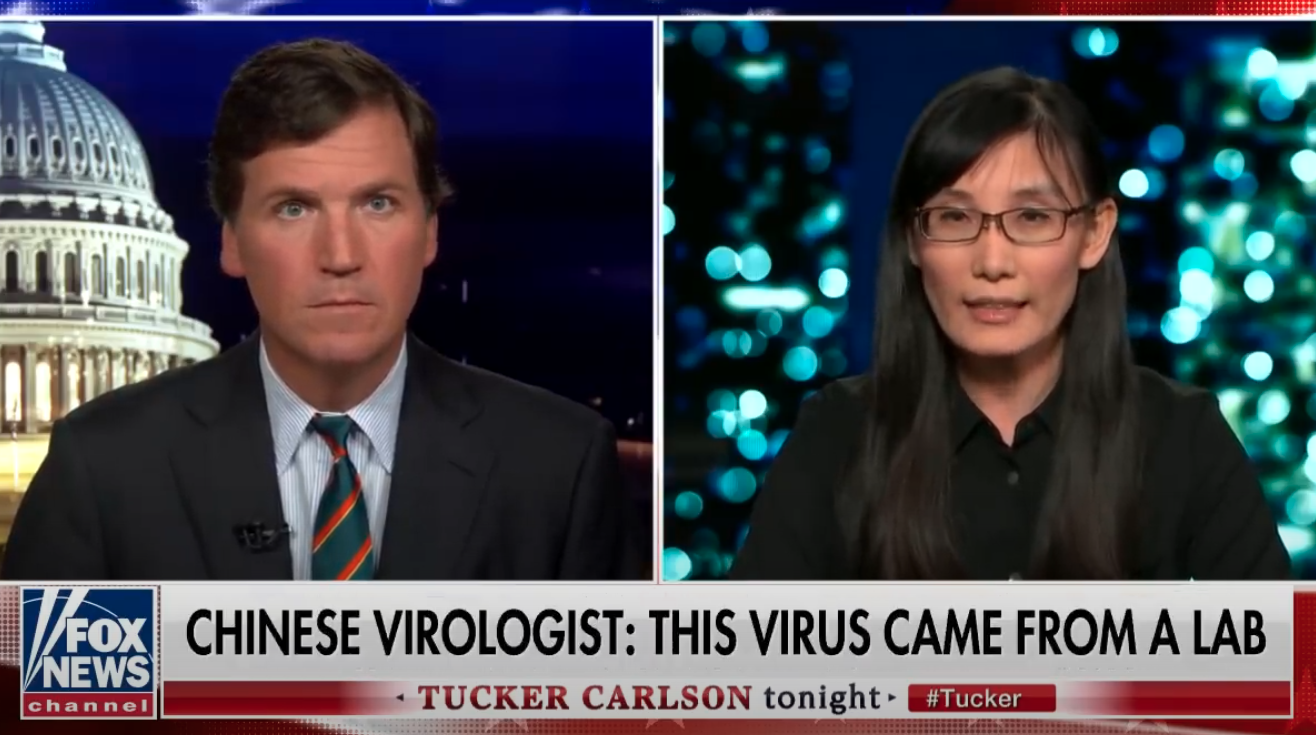 CHINESE VIROLOGIST: THIS VIRUS CAME FROM A LAB
FOX
NEWS
channel
TUCKER CARLSON tonight
#Tucker